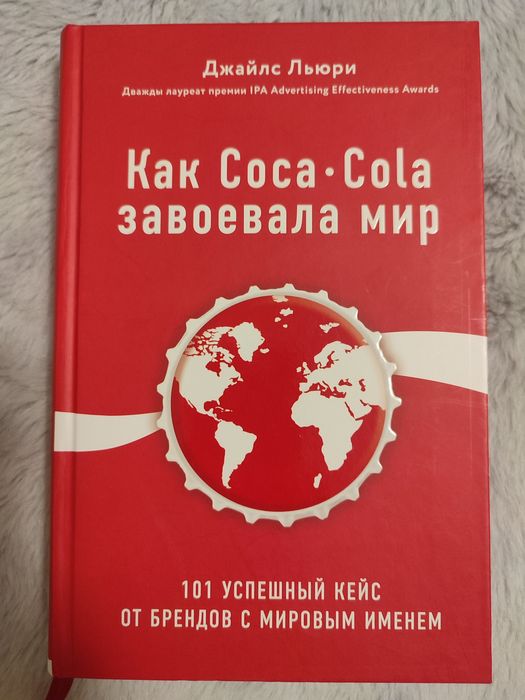 Джайлс Льюри
Дважды лауреат премии IPA Advertising Effectiveness Awards
Как Coca·Cola
завоевала мир
101 УСПЕШНЫЙ КЕЙС
ОТ БРЕНДОВ С МИРОВЫМ ИМЕНЕМ